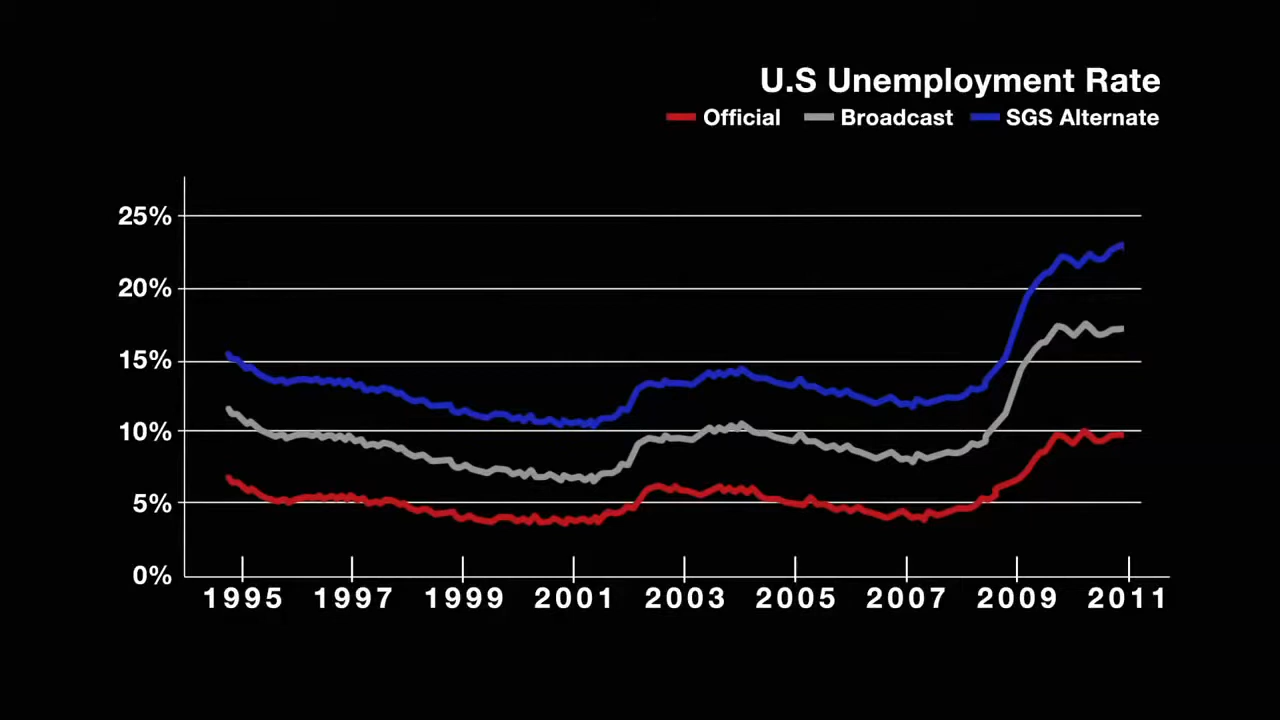 U.S Unemployment Rate
Official Broadcast SGS Alternate
25%
20%
15%
10%
5%
0%
1995 1997 1999 2001 2003 2005 2007 2009 2011